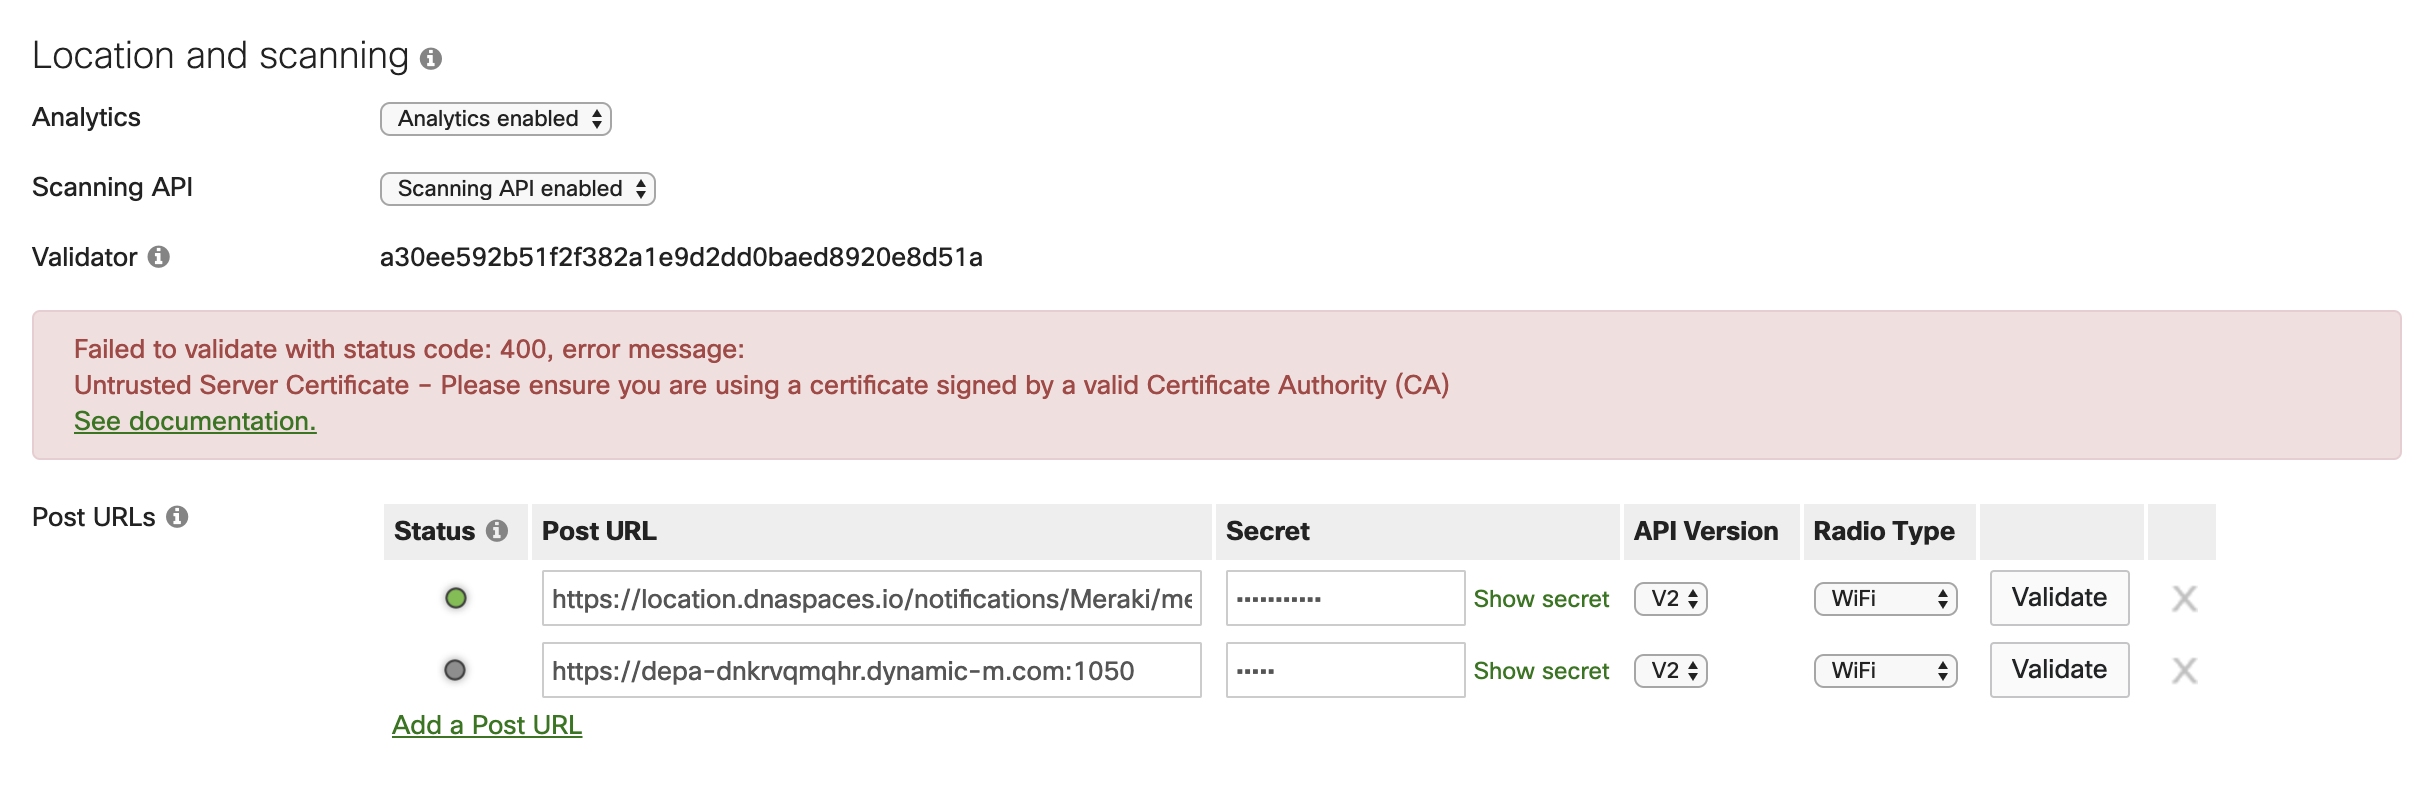 Location and scanning
Analytics
Analytics enabled
Scanning API
Scanning API enabled
Validator
a30ee592b51f2f382a1e9d2dd0baed8920e8d51a
Failed to validate with status code: 400, error message:
Untrusted Server Certificate – Please ensure you are using a certificate signed by a valid Certificate Authority (CA)
See documentation.
Post URLs
Status Post URL Secret API Version Radio Type
https://location.dnaspaces.io/notifications/Meraki/me ··········· Show secret V2 WiFi Validate X
https://depa-dnkrvqmqhr.dynamic-m.com:1050 ····· Show secret V2 WiFi Validate X
Add a Post URL